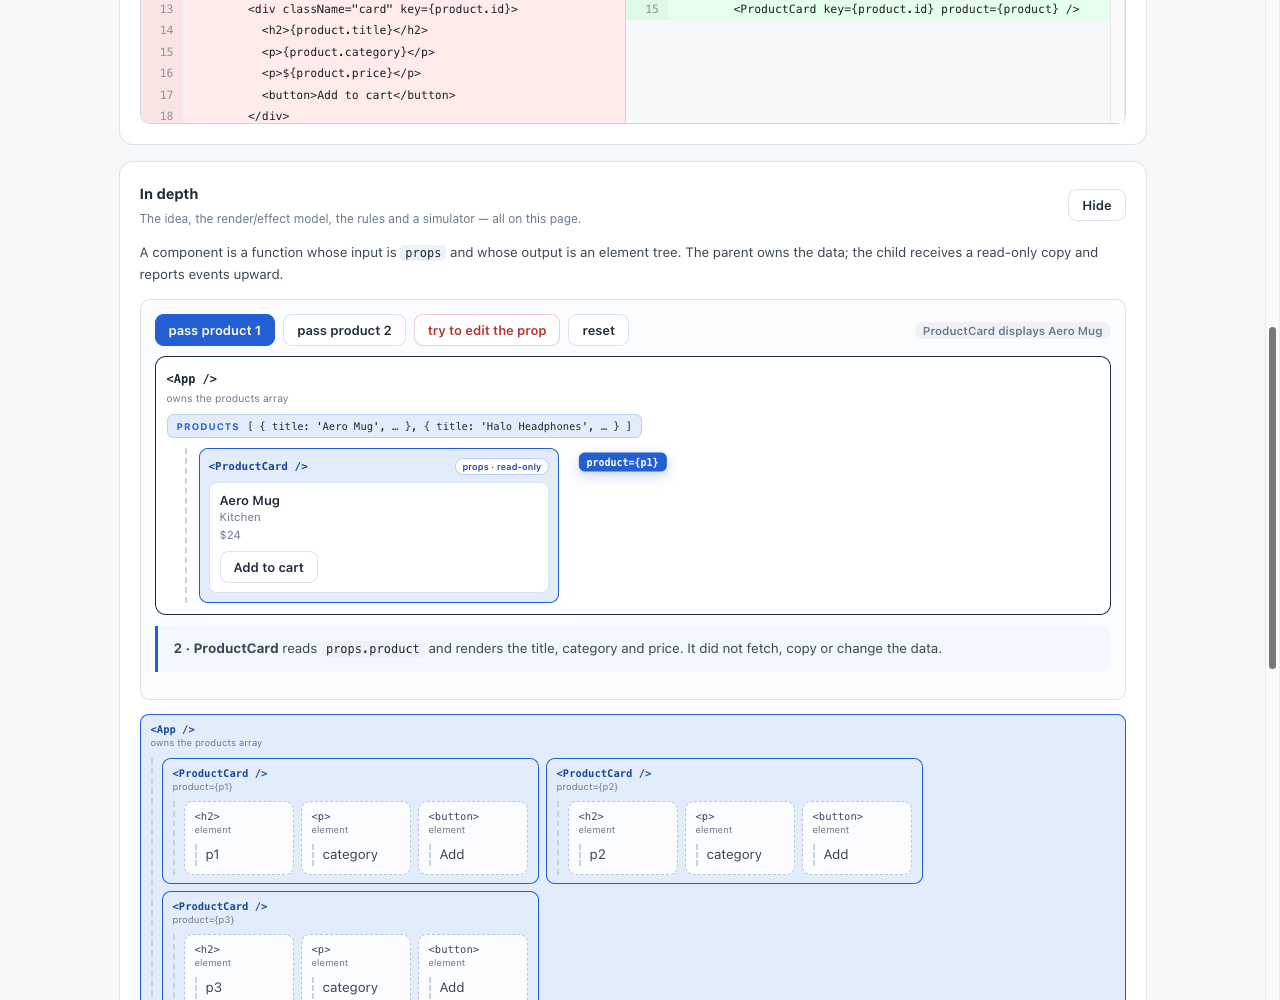 13 <div className="card" key={product.id}>
14 <h2>{product.title}</h2>
15 <p>{product.category}</p>
16 <p>${product.price}</p>
17 <button>Add to cart</button>
18 </div>
15 <ProductCard key={product.id} product={product} />
In depth
The idea, the render/effect model, the rules and a simulator — all on this page.
Hide
A component is a function whose input is props and whose output is an element tree. The parent owns the data; the child receives a read-only copy and
reports events upward.
pass product 1
pass product 2
try to edit the prop
reset
ProductCard displays Aero Mug
<App />
owns the products array
PRODUCTS [ { title: 'Aero Mug', … }, { title: 'Halo Headphones', … } ]
<ProductCard />
props · read-only
product={p1}
Aero Mug
Kitchen
$24
Add to cart
2 · ProductCard reads props.product and renders the title, category and price. It did not fetch, copy or change the data.
<App />
owns the products array
<ProductCard />
product={p1}
<h2>
element
p1
<p>
element
category
<button>
element
Add
<ProductCard />
product={p2}
<h2>
element
p2
<p>
element
category
<button>
element
Add
<ProductCard />
product={p3}
<h2>
element
p3
<p>
element
category
<button>
element
Add